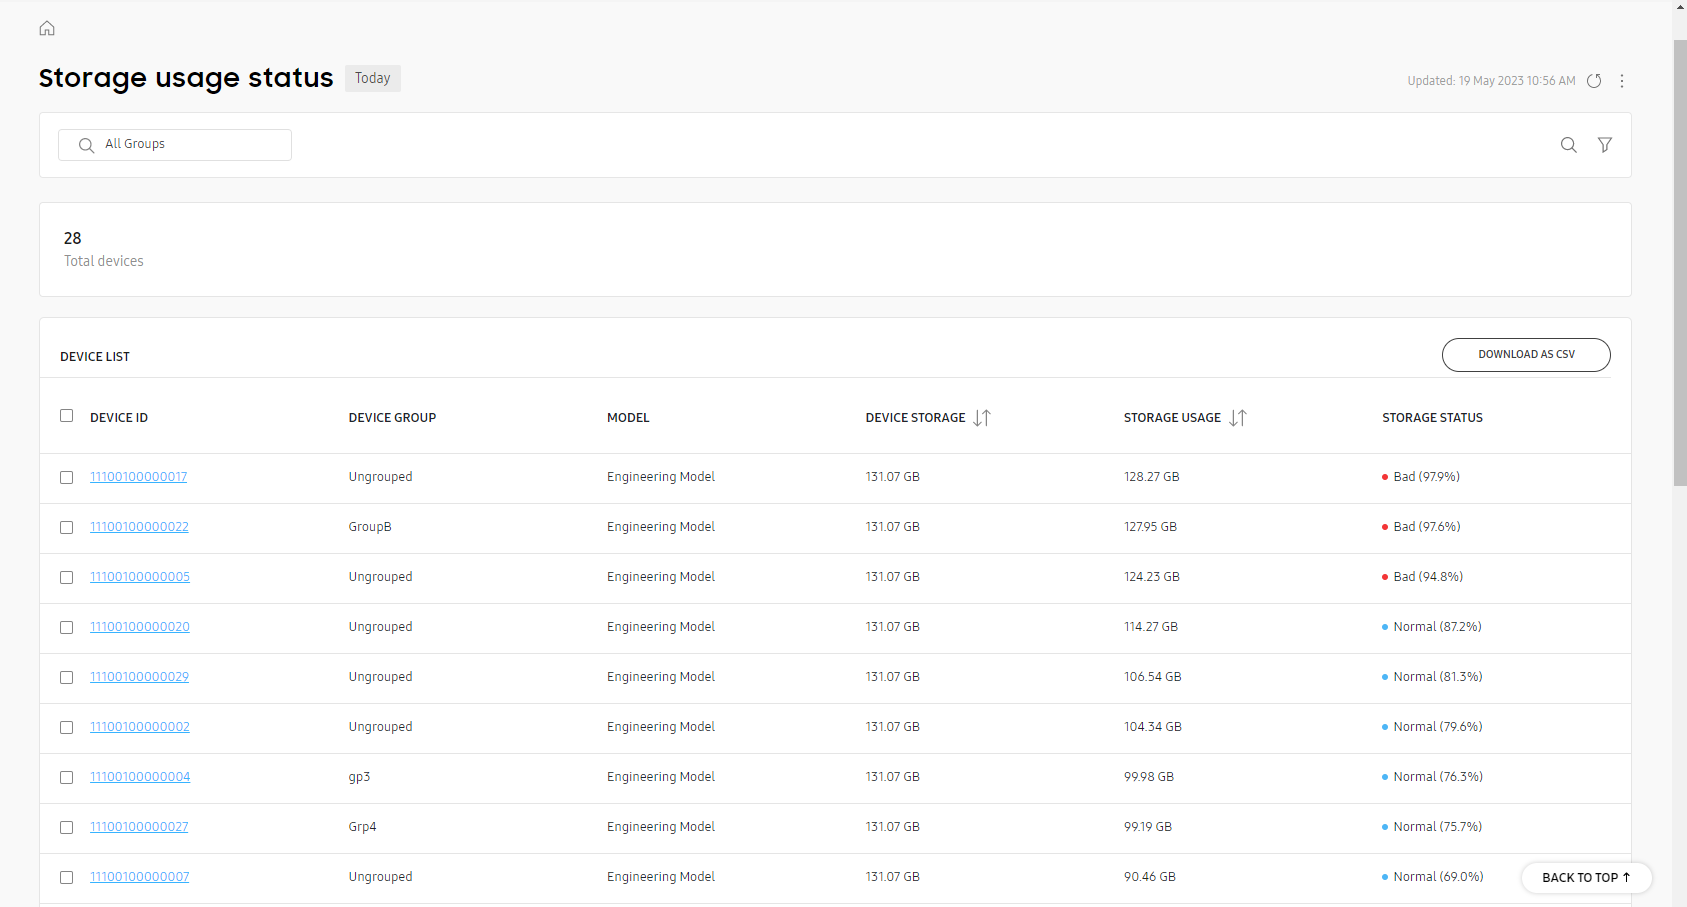 Storage usage status Today
Updated: 19 May 2023 10:56 AM
All Groups
28
Total devices
DEVICE LIST DOWNLOAD AS CSV
DEVICE ID DEVICE GROUP MODEL DEVICE STORAGE STORAGE USAGE STORAGE STATUS
11100100000017 Ungrouped Engineering Model 131.07 GB 128.27 GB Bad (97.9%)
11100100000022 GroupB Engineering Model 131.07 GB 127.95 GB Bad (97.6%)
11100100000005 Ungrouped Engineering Model 131.07 GB 124.23 GB Bad (94.8%)
11100100000020 Ungrouped Engineering Model 131.07 GB 114.27 GB Normal (87.2%)
11100100000029 Ungrouped Engineering Model 131.07 GB 106.54 GB Normal (81.3%)
11100100000002 Ungrouped Engineering Model 131.07 GB 104.34 GB Normal (79.6%)
11100100000004 gp3 Engineering Model 131.07 GB 99.98 GB Normal (76.3%)
11100100000027 Grp4 Engineering Model 131.07 GB 99.19 GB Normal (75.7%)
11100100000007 Ungrouped Engineering Model 131.07 GB 90.46 GB Normal (69.0%)
BACK TO TOP ↑